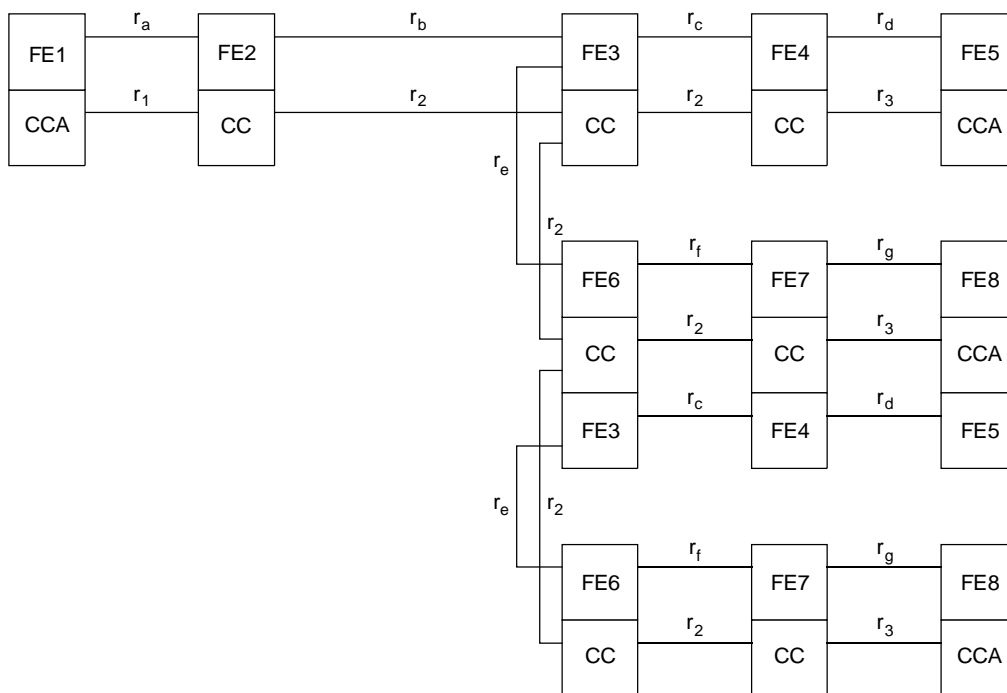 r_a r_b r_c r_d
FE1 FE2 FE3 FE4 FE5
r_1 r_2 r_2 r_3
CCA CC CC CC CCA
r_e
r_2
r_f r_g
FE6 FE7 FE8
r_2 r_3
CC CC CCA
r_c r_d
FE3 FE4 FE5
r_e r_2
r_f r_g
FE6 FE7 FE8
r_2 r_3
CC CC CCA